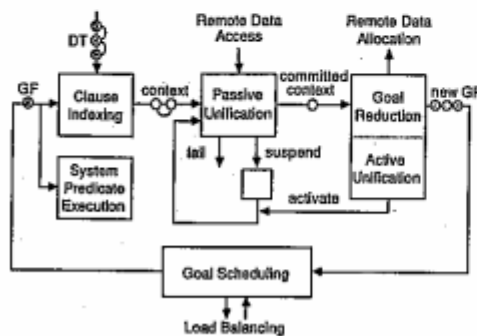 DT
Remote Data
Access
Remote Data
Allocation
GF
Clause
Indexing
context
Passive
Unification
committed
context
Goal
Reduction
new GF
Active
Unification
fail
suspend
System
Predicate
Execution
activate
Goal Scheduling
Load Balancing